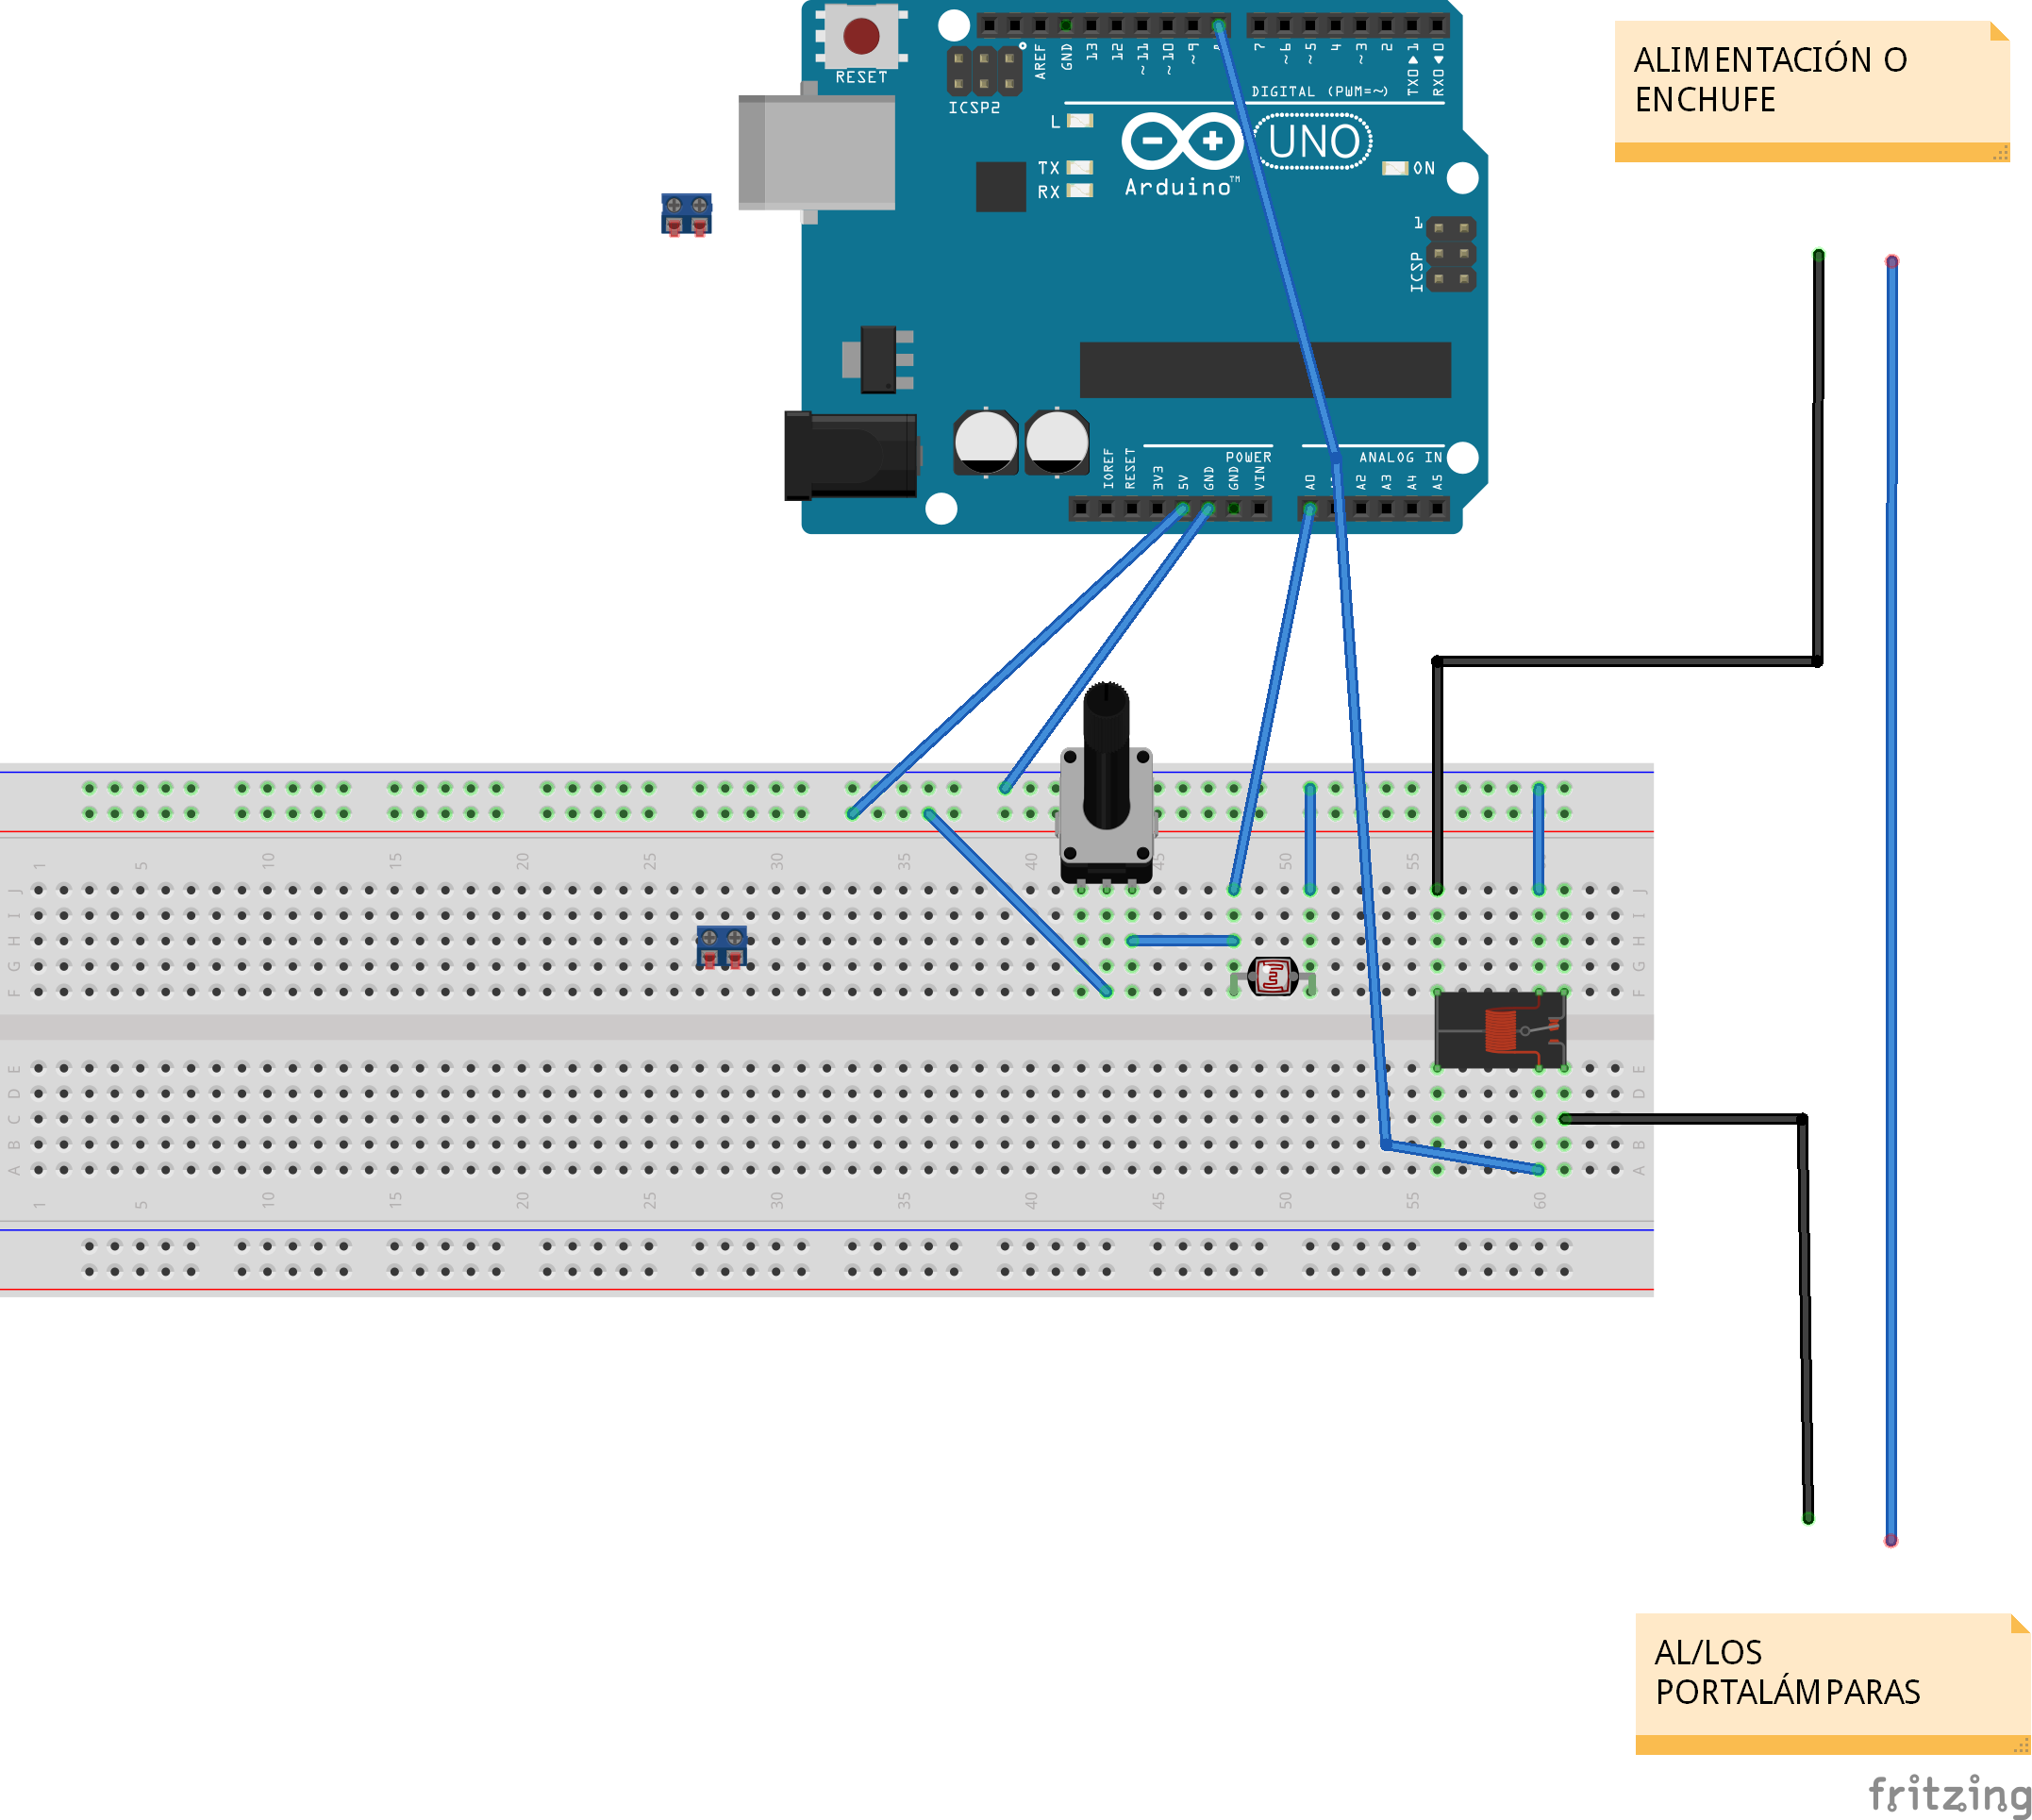 RESET
ICSP2
AREF
GND
13
12
~11
~10
~9
7
~6
~5
4
~3
2
TX0▶1
RX0◀0
DIGITAL (PWM=~)
L
TX
RX
Arduino™
UNO
ON
1
ICSP
POWER
ANALOG IN
IOREF
RESET
3V3
5V
GND
GND
VIN
A0
A2
A3
A4
A5
ALIMENTACIÓN O
ENCHUFE
1 5 10 15 20 25 30 35 40 45 50 55
J J
I I
H H
G G
F F
E E
D D
C C
B B
A A
1 5 10 15 20 25 30 35 40 45 50 55 60
AL/LOS
PORTALÁMPARAS
fritzing